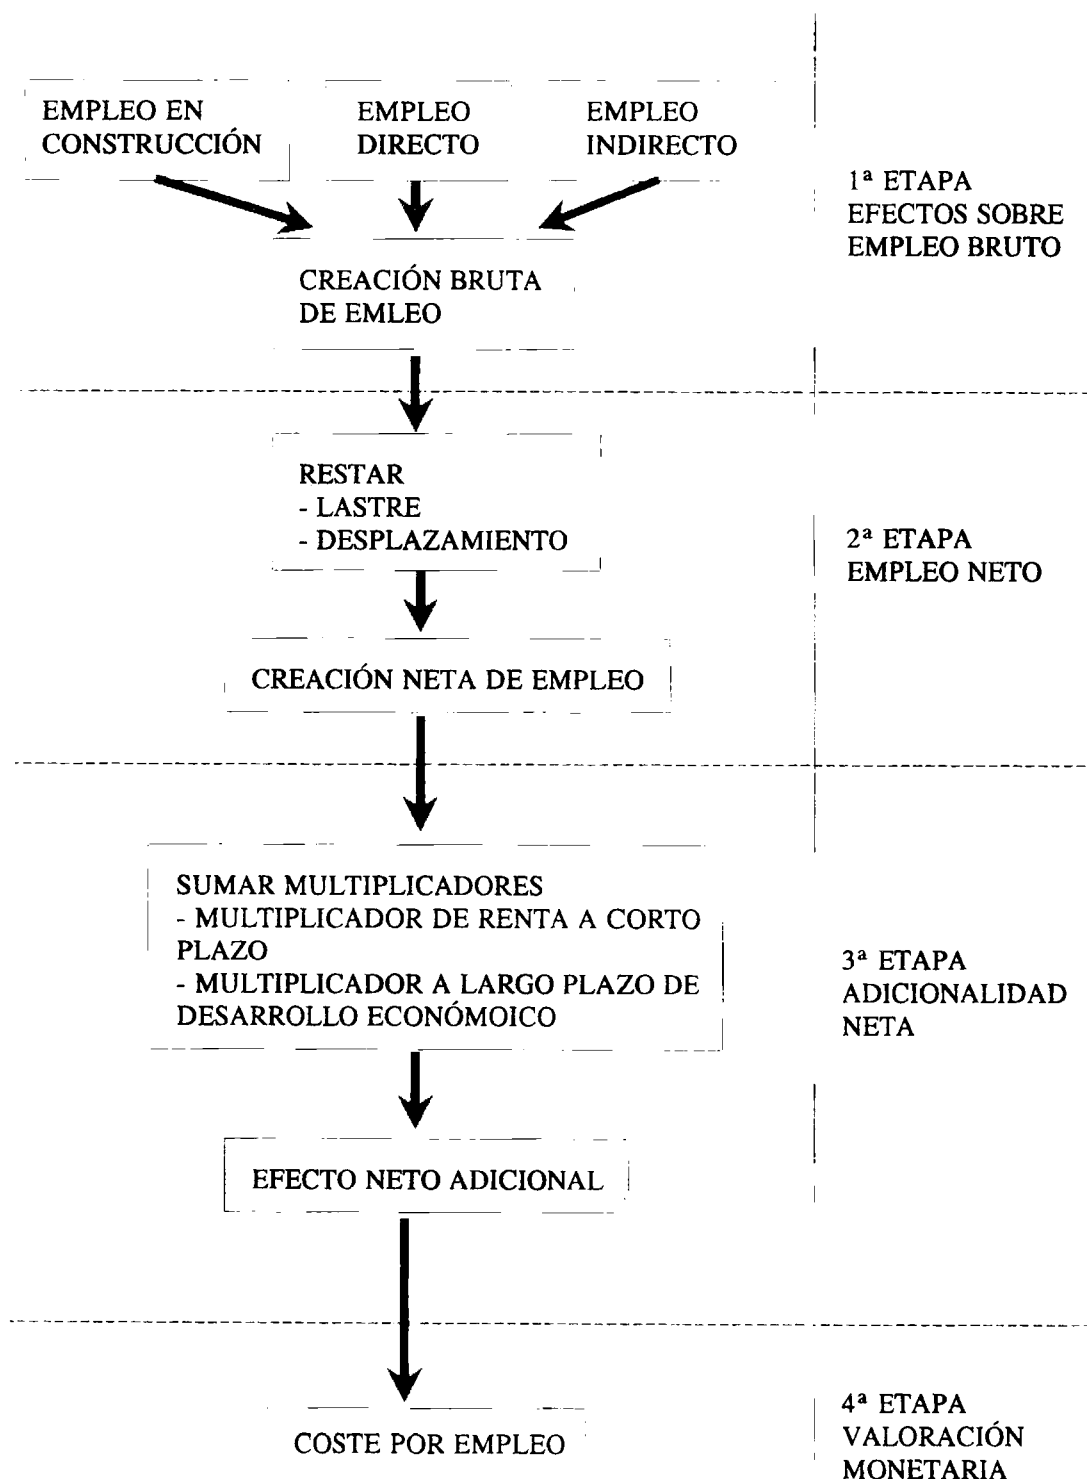 EMPLEO EN
CONSTRUCCIÓN
EMPLEO
DIRECTO
EMPLEO
INDIRECTO
1ª ETAPA
EFECTOS SOBRE
EMPLEO BRUTO
CREACIÓN BRUTA
DE EMLEO
RESTAR
- LASTRE
- DESPLAZAMIENTO
2ª ETAPA
EMPLEO NETO
CREACIÓN NETA DE EMPLEO
SUMAR MULTIPLICADORES
- MULTIPLICADOR DE RENTA A CORTO
PLAZO
- MULTIPLICADOR A LARGO PLAZO DE
DESARROLLO ECONÓMOICO
3ª ETAPA
ADICIONALIDAD
NETA
EFECTO NETO ADICIONAL
COSTE POR EMPLEO
4ª ETAPA
VALORACIÓN
MONETARIA